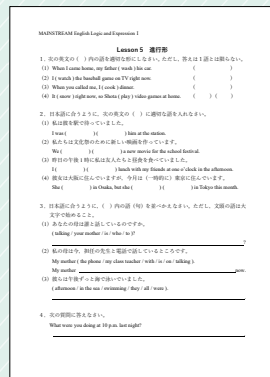 MAINSTREAM English Logic and Expression I
Lesson 5　進行形
１．次の英文の（　）内の語を適切な形にしなさい。ただし、答えは１語とは限らない。
(1) When I came home, my father ( wash ) his car. (　　　)
(2) I ( watch ) the baseball game on TV right now. (　　　)
(3) When you called me, I ( cook ) dinner. (　　　)
(4) It ( snow ) right now, so Shota ( play ) video games at home. (　　　) (　　　)
２．日本語に合うように、次の英文の（　）に適切な語を入れなさい。
(1) 私は彼を駅で待っていました。
I was (　　　) (　　　) him at the station.
(2) 私たちは文化祭のために新しい映画を作っています。
We (　　　) (　　　) a new movie for the school festival.
(3) 昨日の午後１時に私は友人たちと昼食を食べていました。
I (　　　) (　　　) lunch with my friends at one o'clock in the afternoon.
(4) 彼女は大阪に住んでいますが、今月は（一時的に）東京に住んでいます。
She (　　　) in Osaka, but she (　　　) (　　　) in Tokyo this month.
３．日本語に合うように、（　）内の語（句）を並べかえなさい。ただし、文頭の語は大
文字で始めること。
(1) あなたの母は誰と話しているのですか。
( talking / your mother / is / who / to )?
?
(2) 私の母は今、担任の先生と電話で話しているところです。
My mother ( the phone / my class teacher / with / is / on / talking ).
My mother now.
(3) 彼らは午後ずっと海で泳いでいました。
( afternoon / in the sea / swimming / they / all / were ).
４．次の質問に答えなさい。
What were you doing at 10 p.m. last night?